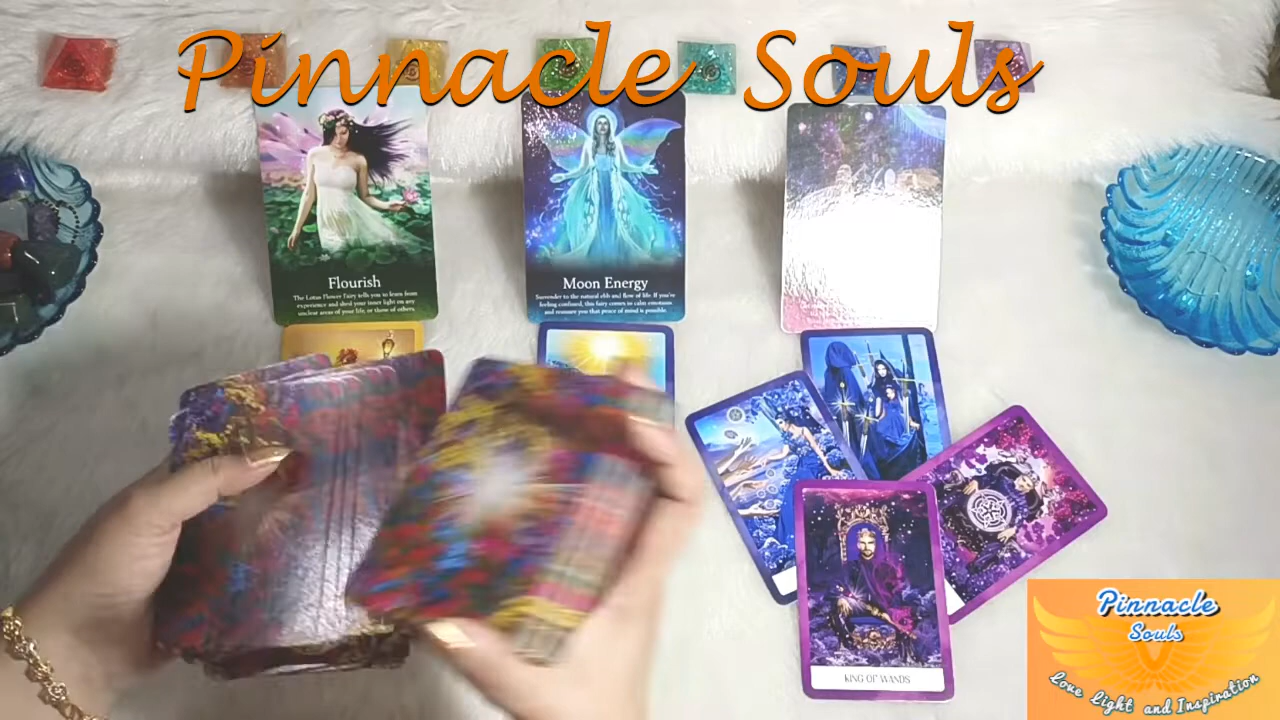 Pinnacle Souls
Flourish
The Lotus Flower Fairy tells you to learn from
experience and shed your inner light on any
unclear areas of your life, or those of others.
Moon Energy
Surrender to the natural ebb and flow of life. If you're
feeling confused, this fairy comes to calm emotions
and reassure you that peace of mind is possible.
KING OF WANDS
Pinnacle
Souls
Love Light and Inspiration